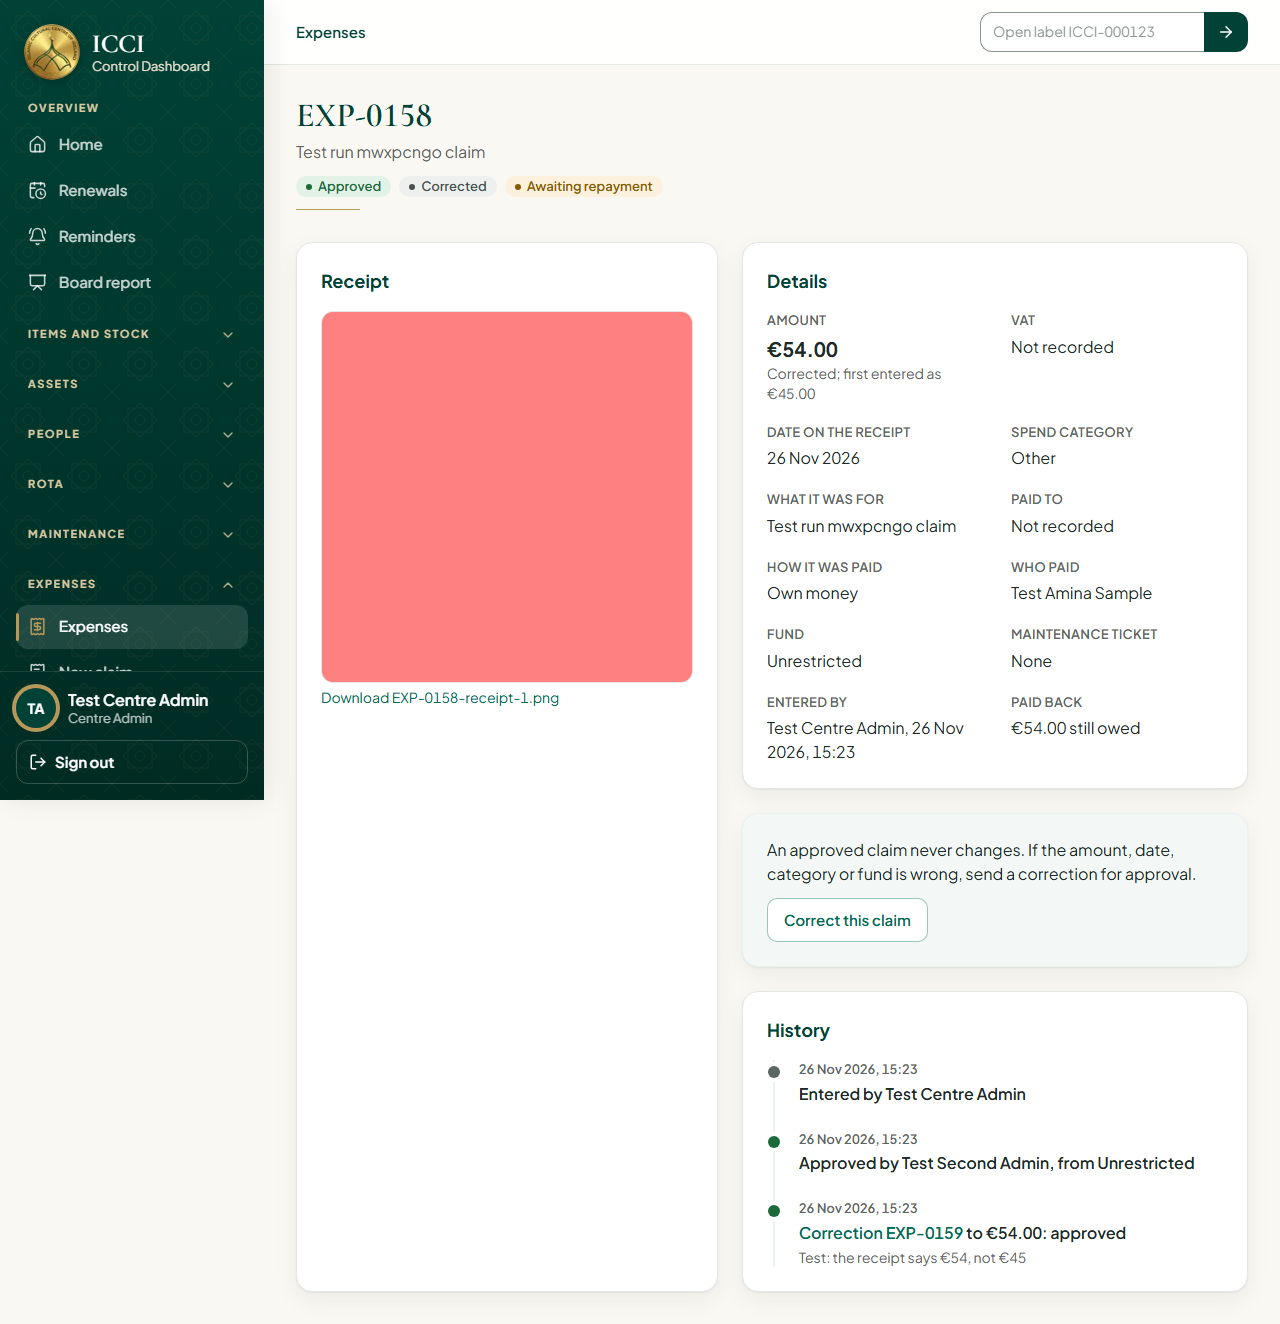 ICCI
Control Dashboard
OVERVIEW
Home
Renewals
Reminders
Board report
ITEMS AND STOCK
ASSETS
PEOPLE
ROTA
MAINTENANCE
EXPENSES
Expenses
New claim
TA
Test Centre Admin
Centre Admin
Sign out
Expenses
Open label ICCI-000123
EXP-0158
Test run mwxpcngo claim
Approved
Corrected
Awaiting repayment
Receipt
Download EXP-0158-receipt-1.png
Details
AMOUNT
€54.00
Corrected; first entered as
€45.00
VAT
Not recorded
DATE ON THE RECEIPT
26 Nov 2026
SPEND CATEGORY
Other
WHAT IT WAS FOR
Test run mwxpcngo claim
PAID TO
Not recorded
HOW IT WAS PAID
Own money
WHO PAID
Test Amina Sample
FUND
Unrestricted
MAINTENANCE TICKET
None
ENTERED BY
Test Centre Admin, 26 Nov
2026, 15:23
PAID BACK
€54.00 still owed
An approved claim never changes. If the amount, date,
category or fund is wrong, send a correction for approval.
Correct this claim
History
26 Nov 2026, 15:23
Entered by Test Centre Admin
26 Nov 2026, 15:23
Approved by Test Second Admin, from Unrestricted
26 Nov 2026, 15:23
Correction EXP-0159 to €54.00: approved
Test: the receipt says €54, not €45